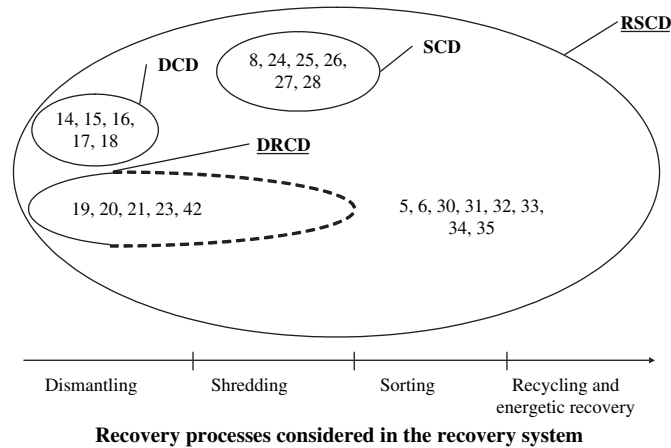 RSCD
SCD
8, 24, 25, 26,
27, 28
DCD
14, 15, 16,
17, 18
DRCD
19, 20, 21, 23, 42
5, 6, 30, 31, 32, 33,
34, 35
Dismantling
Shredding
Sorting
Recycling and
energetic recovery
Recovery processes considered in the recovery system